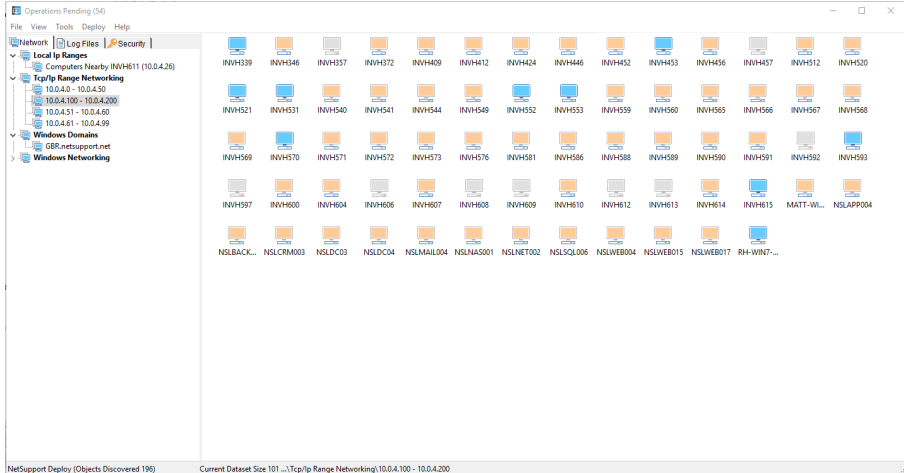 Operations Pending (54)
File View Tools Deploy Help
Network Log Files Security
Local Ip Ranges
Computers Nearby INVH611 (10.0.4.26)
Tcp/Ip Range Networking
10.0.4.0 - 10.0.4.50
10.0.4.100 - 10.0.4.200
10.0.4.51 - 10.0.4.60
10.0.4.61 - 10.0.4.99
Windows Domains
GBR.netsupport.net
Windows Networking
INVH339 INVH346 INVH357 INVH372 INVH409 INVH412 INVH424 INVH446 INVH452 INVH453 INVH456 INVH457 INVH512 INVH520
INVH521 INVH531 INVH540 INVH541 INVH544 INVH549 INVH552 INVH553 INVH559 INVH560 INVH565 INVH566 INVH567 INVH568
INVH569 INVH570 INVH571 INVH572 INVH573 INVH576 INVH581 INVH586 INVH588 INVH589 INVH590 INVH591 INVH592 INVH593
INVH597 INVH600 INVH604 INVH606 INVH607 INVH608 INVH609 INVH610 INVH612 INVH613 INVH614 INVH615 MATT-WI... NSLAPP004
NSLBACK... NSLCRM003 NSLDC03 NSLDC04 NSLMAIL004 NSLNAS001 NSLNET002 NSLSQL006 NSLWEB004 NSLWEB015 NSLWEB017 RH-WIN7-...
NetSupport Deploy (Objects Discovered 196) Current Dataset Size 101 ...\Tcp/Ip Range Networking\10.0.4.100 - 10.0.4.200